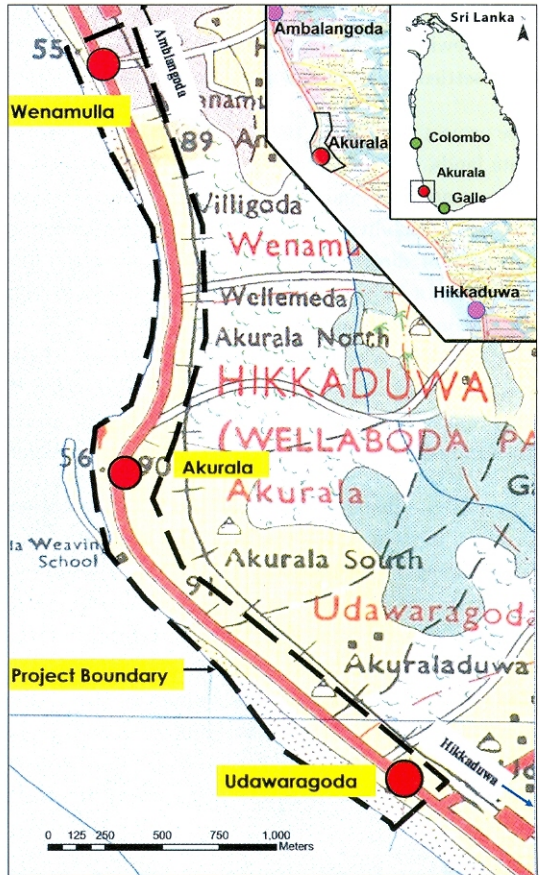 55
Amblangoda
Wenamulla
89
Villigoda
Wenamu
Wellemeda
Akurala North
HIKKADUWA
(WELLABODA PA
56
90
Akurala
Akurala
la Weaving
School
Akurala South
91
Udawaragoda
Akuraladuwa
Project Boundary
Hikkaduwa
Udawaragoda
0 125 250 500 750 1,000
Meters
Ambalangoda
Akurala
Hikkaduwa
Sri Lanka
Colombo
Akurala
Galle